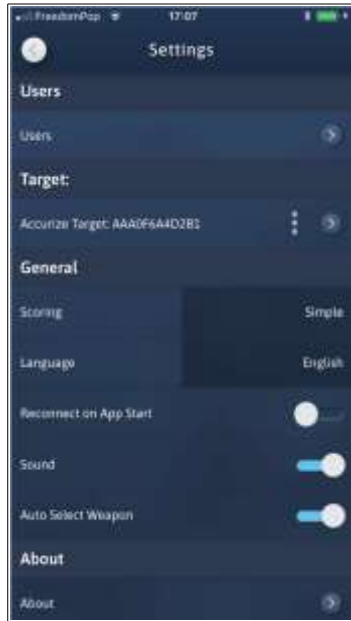 FreedomPop 17:07
Settings
Users
Users
Target:
Accurize Target: AAA0F6A4D2B1
General
Scoring Simple
Language English
Reconnect on App Start
Sound
Auto Select Weapon
About
About